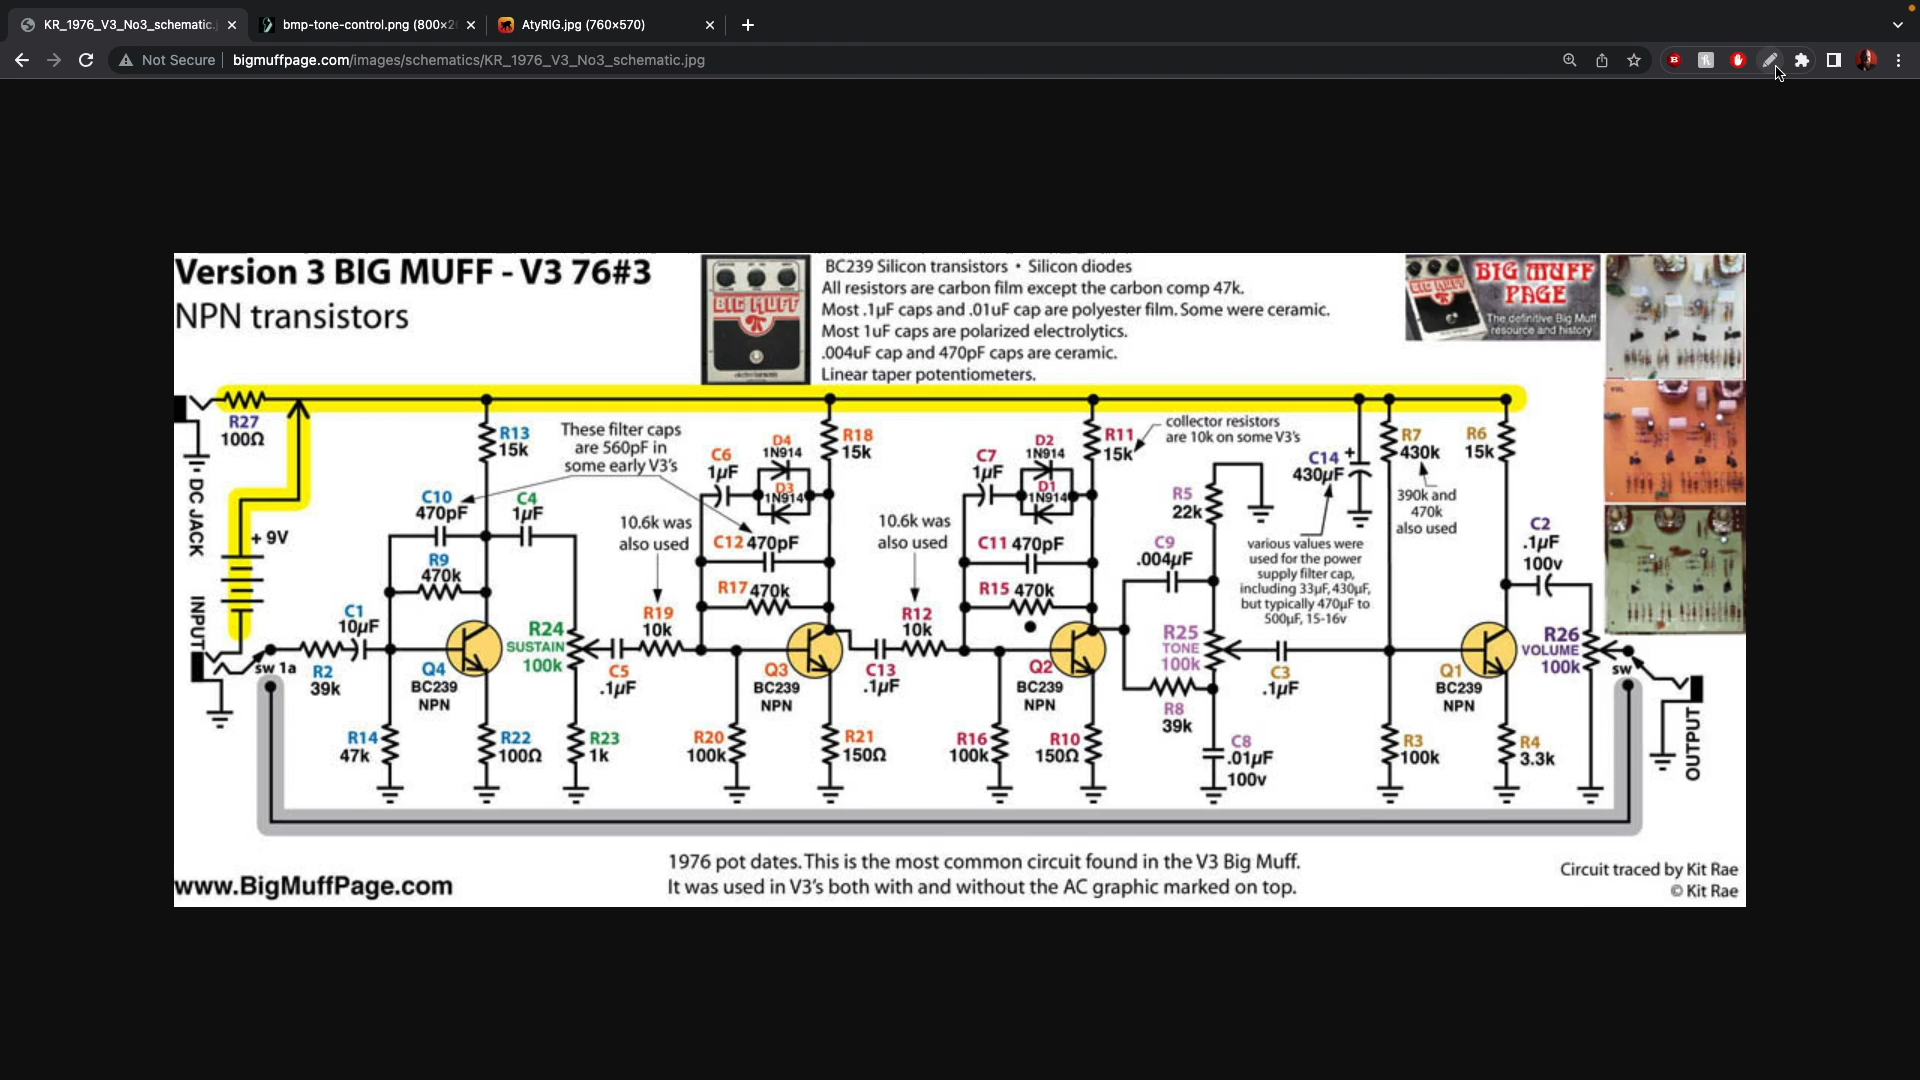 KR_1976_V3_No3_schematic.j
bmp-tone-control.png (800×2
AtyRIG.jpg (760×570)
Not Secure
bigmuffpage.com/images/schematics/KR_1976_V3_No3_schematic.jpg
Version 3 BIG MUFF - V3 76#3
NPN transistors
BIG MUFF
BC239 Silicon transistors • Silicon diodes
All resistors are carbon film except the carbon comp 47k.
Most .1µF caps and .01uF cap are polyester film. Some were ceramic.
Most 1uF caps are polarized electrolytics.
.004uF cap and 470pF caps are ceramic.
Linear taper potentiometers.
BIG MUFF
PAGE
The definitive Big Muff
resource and history
R27
100Ω
DC JACK
+ 9V
INPUT
sw 1a
R2
39k
C1
10µF
R14
47k
C10
470pF
R9
470k
R13
15k
C4
1µF
Q4
BC239
NPN
R22
100Ω
R24
SUSTAIN
100k
R23
1k
These filter caps
are 560pF in
some early V3's
10.6k was
also used
C5
.1µF
R19
10k
C6
1µF
D4
1N914
D3
1N914
R18
15k
C12 470pF
R17 470k
Q3
BC239
NPN
R20
100k
R21
150Ω
10.6k was
also used
C13
.1µF
R12
10k
C7
1µF
D2
1N914
D1
1N914
R11
15k
collector resistors
are 10k on some V3's
C11 470pF
R15 470k
Q2
BC239
NPN
R16
100k
R10
150Ω
R5
22k
C9
.004µF
R25
TONE
100k
R8
39k
C8
.01µF
100v
C3
.1µF
C14
430µF
+
various values were
used for the power
supply filter cap,
including 33µF, 430µF,
but typically 470µF to
500µF, 15-16v
R7
430k
390k and
470k
also used
R6
15k
Q1
BC239
NPN
R3
100k
R4
3.3k
C2
.1µF
100v
R26
VOLUME
100k
sw
OUTPUT
www.BigMuffPage.com
1976 pot dates. This is the most common circuit found in the V3 Big Muff.
It was used in V3's both with and without the AC graphic marked on top.
Circuit traced by Kit Rae
© Kit Rae